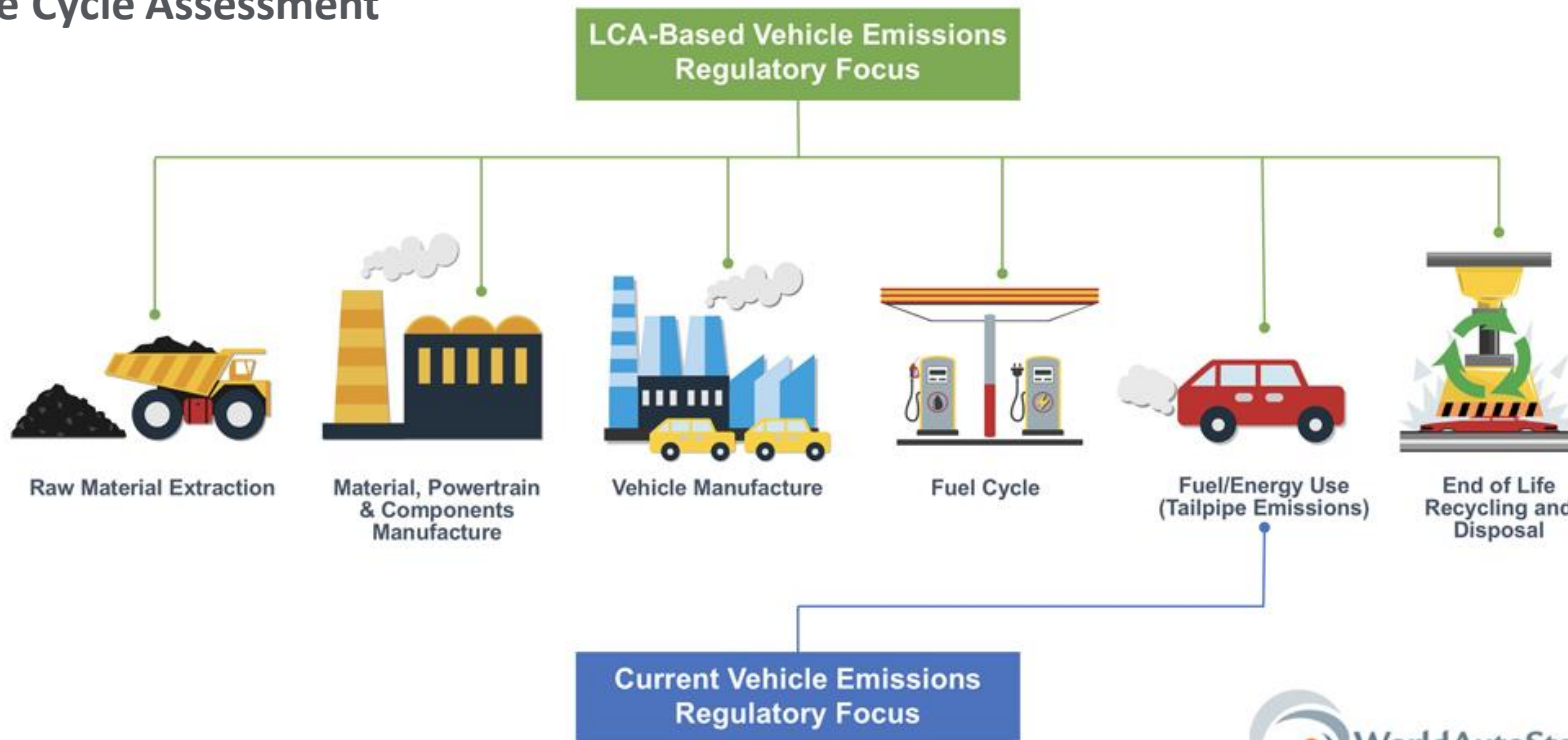 e Cycle Assessment
LCA-Based Vehicle Emissions
Regulatory Focus
Raw Material Extraction
Material, Powertrain
& Components
Manufacture
Vehicle Manufacture
Fuel Cycle
Fuel/Energy Use
(Tailpipe Emissions)
End of Life
Recycling and
Disposal
Current Vehicle Emissions
Regulatory Focus
WorldAutoSte